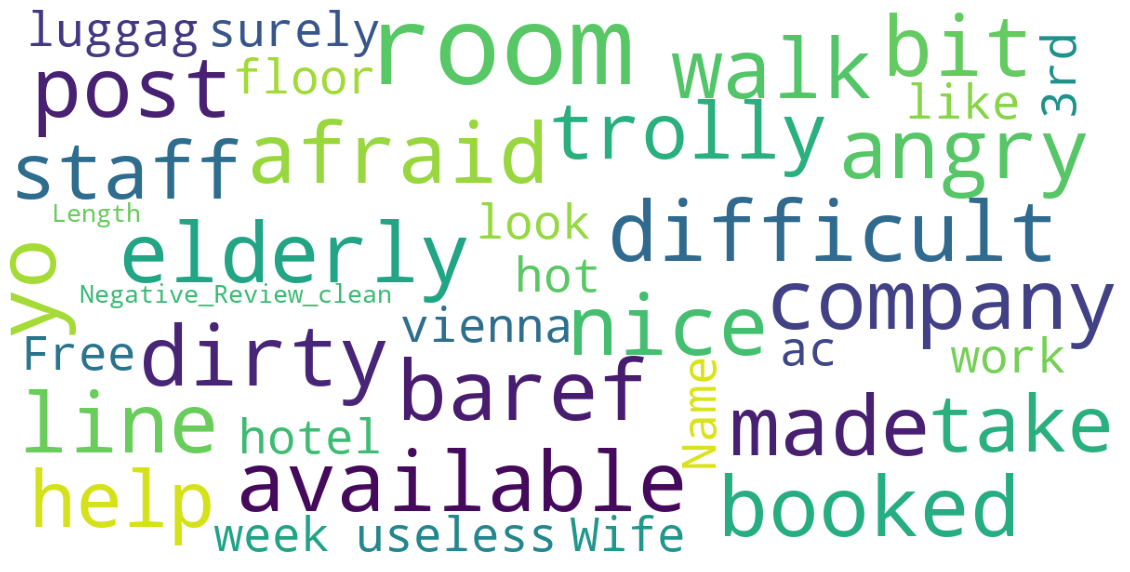 luggag surely room walk bit
post floor like 3rd
staff afraid trolly angry
Length
yo elderly look difficult
hot
Negative_Review_clean
vienna nice company
Free dirty ac work
baref Name
line hotel made take
help available booked
week useless Wife